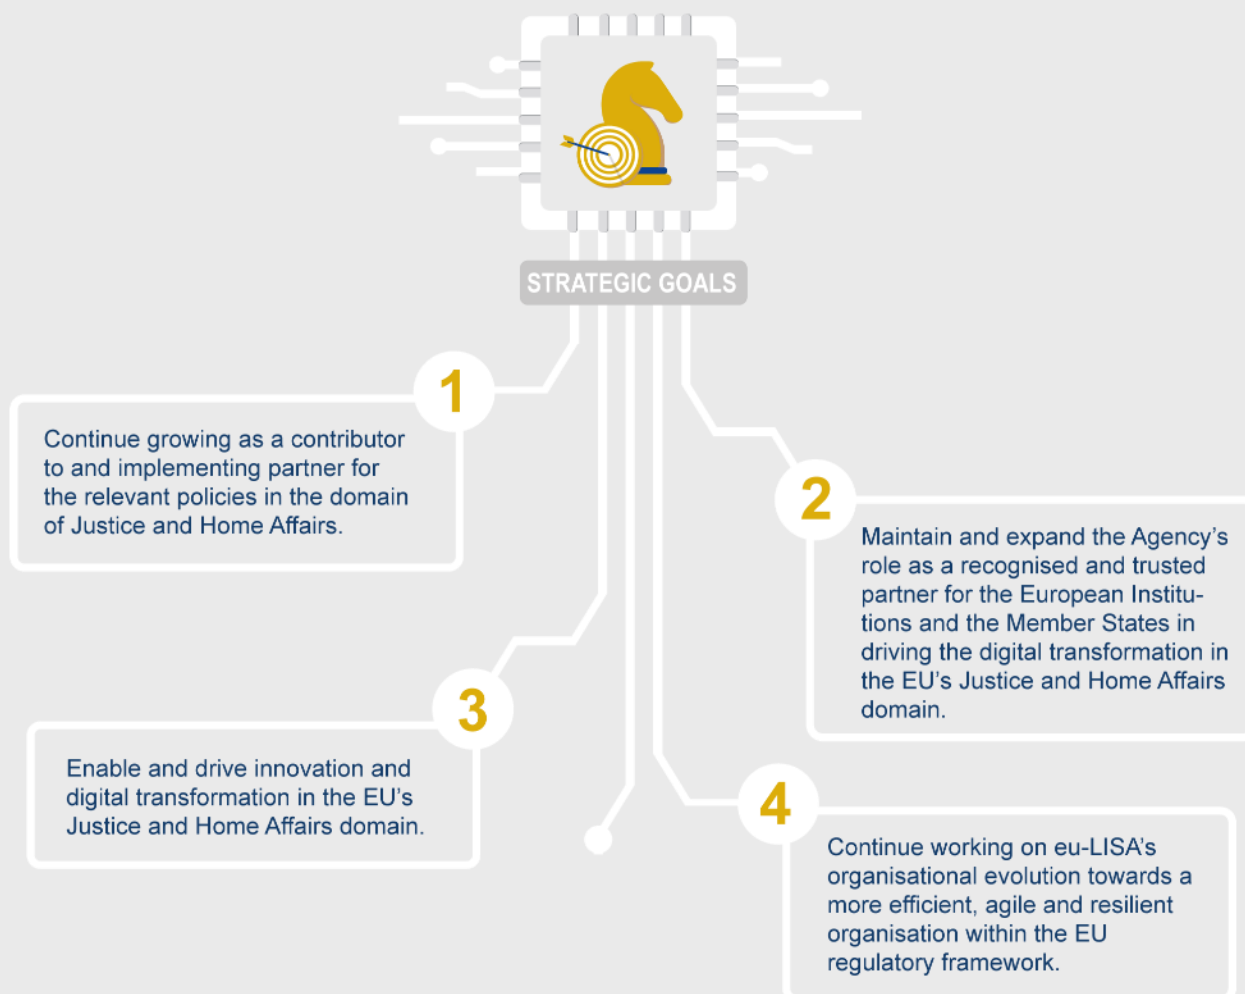 STRATEGIC GOALS
1
Continue growing as a contributor
to and implementing partner for
the relevant policies in the domain
of Justice and Home Affairs.
2
Maintain and expand the Agency’s
role as a recognised and trusted
partner for the European Institu-
tions and the Member States in
driving the digital transformation in
the EU’s Justice and Home Affairs
domain.
3
Enable and drive innovation and
digital transformation in the EU’s
Justice and Home Affairs domain.
4
Continue working on eu-LISA’s
organisational evolution towards a
more efficient, agile and resilient
organisation within the EU
regulatory framework.